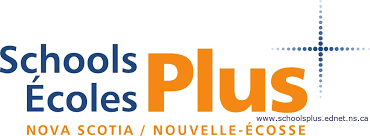 Schools
Écoles
Plus
www.schoolsplus.ednet.ns.ca
NOVA SCOTIA / NOUVELLE-ÉCOSSE